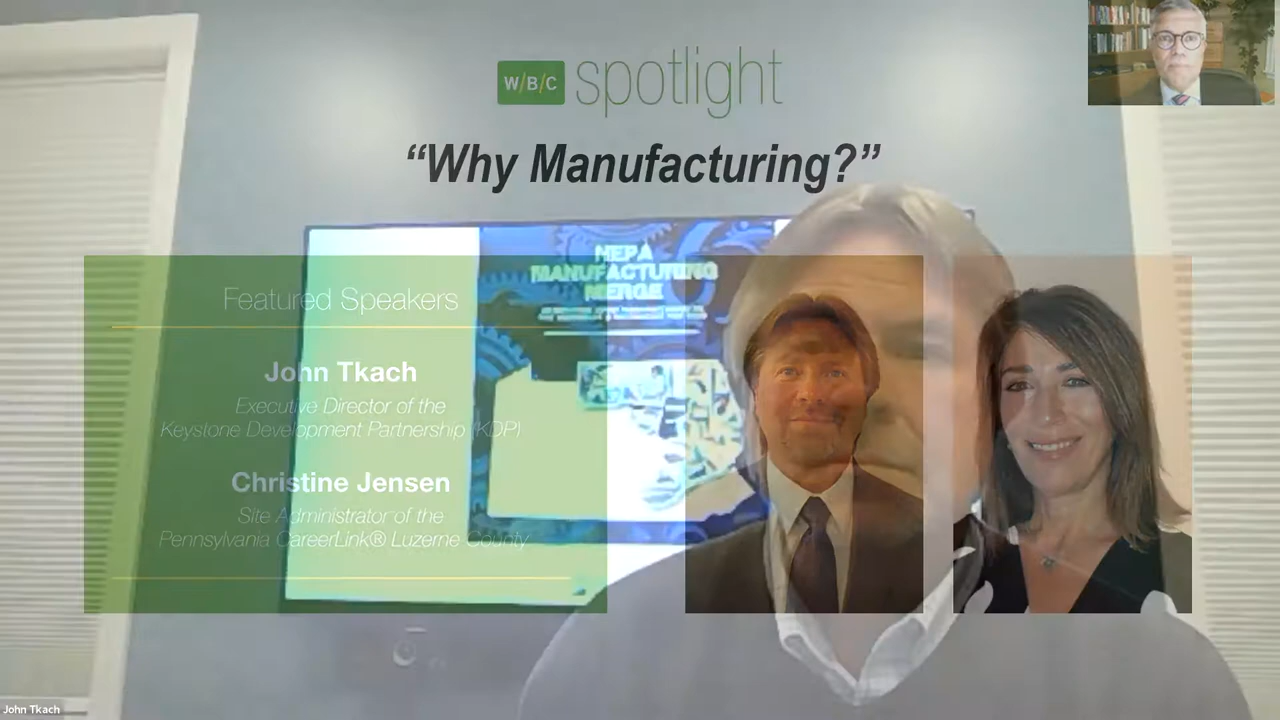 W/B/C spotlight
“Why Manufacturing?”
NEPA
MANUFACTURING
MERGE
Featured Speakers
John Tkach
Executive Director of the
Keystone Development Partnership (KDP)
Christine Jensen
Site Administrator of the
Pennsylvania CareerLink® Luzerne County
John Tkach